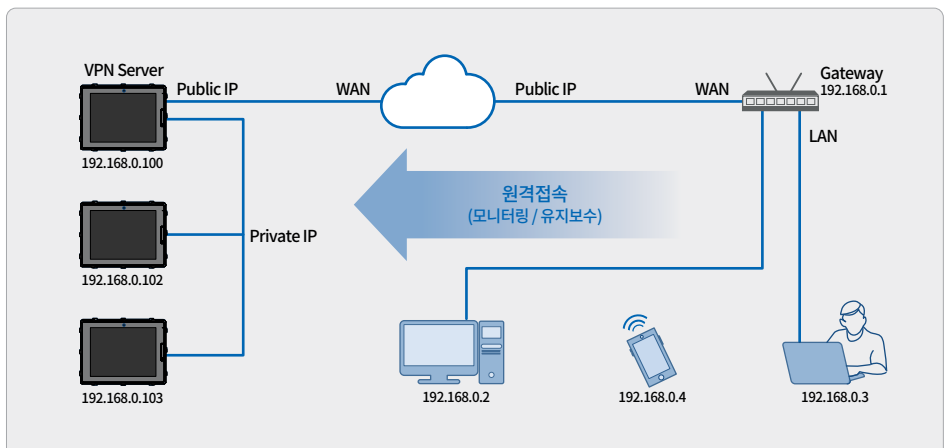 VPN Server
Public IP
WAN
Public IP
WAN
Gateway
192.168.0.1
LAN
192.168.0.100
원격접속
(모니터링 / 유지보수)
192.168.0.102
Private IP
192.168.0.103
192.168.0.2
192.168.0.4
192.168.0.3